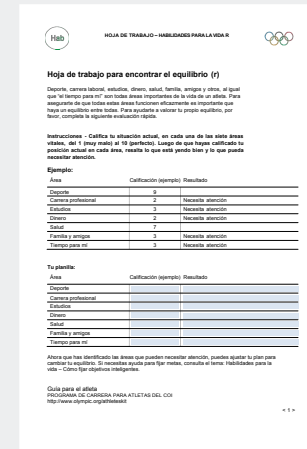 Hab
HOJA DE TRABAJO – HABILIDADES PARA LA VIDA R
Hoja de trabajo para encontrar el equilibrio (r)
Deporte, carrera laboral, estudios, dinero, salud, familia, amigos y otros, al igual
que "el tiempo para mí" son todas áreas importantes de la vida de un atleta. Para
asegurarte de que todas estas áreas funcionen eficazmente es importante que
haya un equilibrio entre todas. Para ayudarte a valorar tu propio equilibrio, por
favor, completa la siguiente evaluación rápida.
Instrucciones - Califica tu situación actual, en cada una de las siete áreas
vitales, del 1 (muy malo) al 10 (perfecto). Luego de que hayas calificado tu
posición actual en cada área, resalta lo que está yendo bien y lo que pueda
necesitar atención.
Ejemplo:
Área Calificación (ejemplo) Resultado
Deporte 9
Carrera profesional 2 Necesita atención
Estudios 3 Necesita atención
Dinero 2 Necesita atención
Salud 7
Familia y amigos 3 Necesita atención
Tiempo para mí 3 Necesita atención
Tu planilla:
Área Calificación (ejemplo) Resultado
Deporte
Carrera profesional
Estudios
Dinero
Salud
Familia y amigos
Tiempo para mí
Ahora que has identificado las áreas que pueden necesitar atención, puedes ajustar tu plan para
cambiar tu equilibrio. Si necesitas ayuda para fijar metas, consulta el tema: Habilidades para la
vida – Cómo fijar objetivos inteligentes.
Guía para el atleta
PROGRAMA DE CARRERA PARA ATLETAS DEL COI
http://www.olympic.org/athleteskit